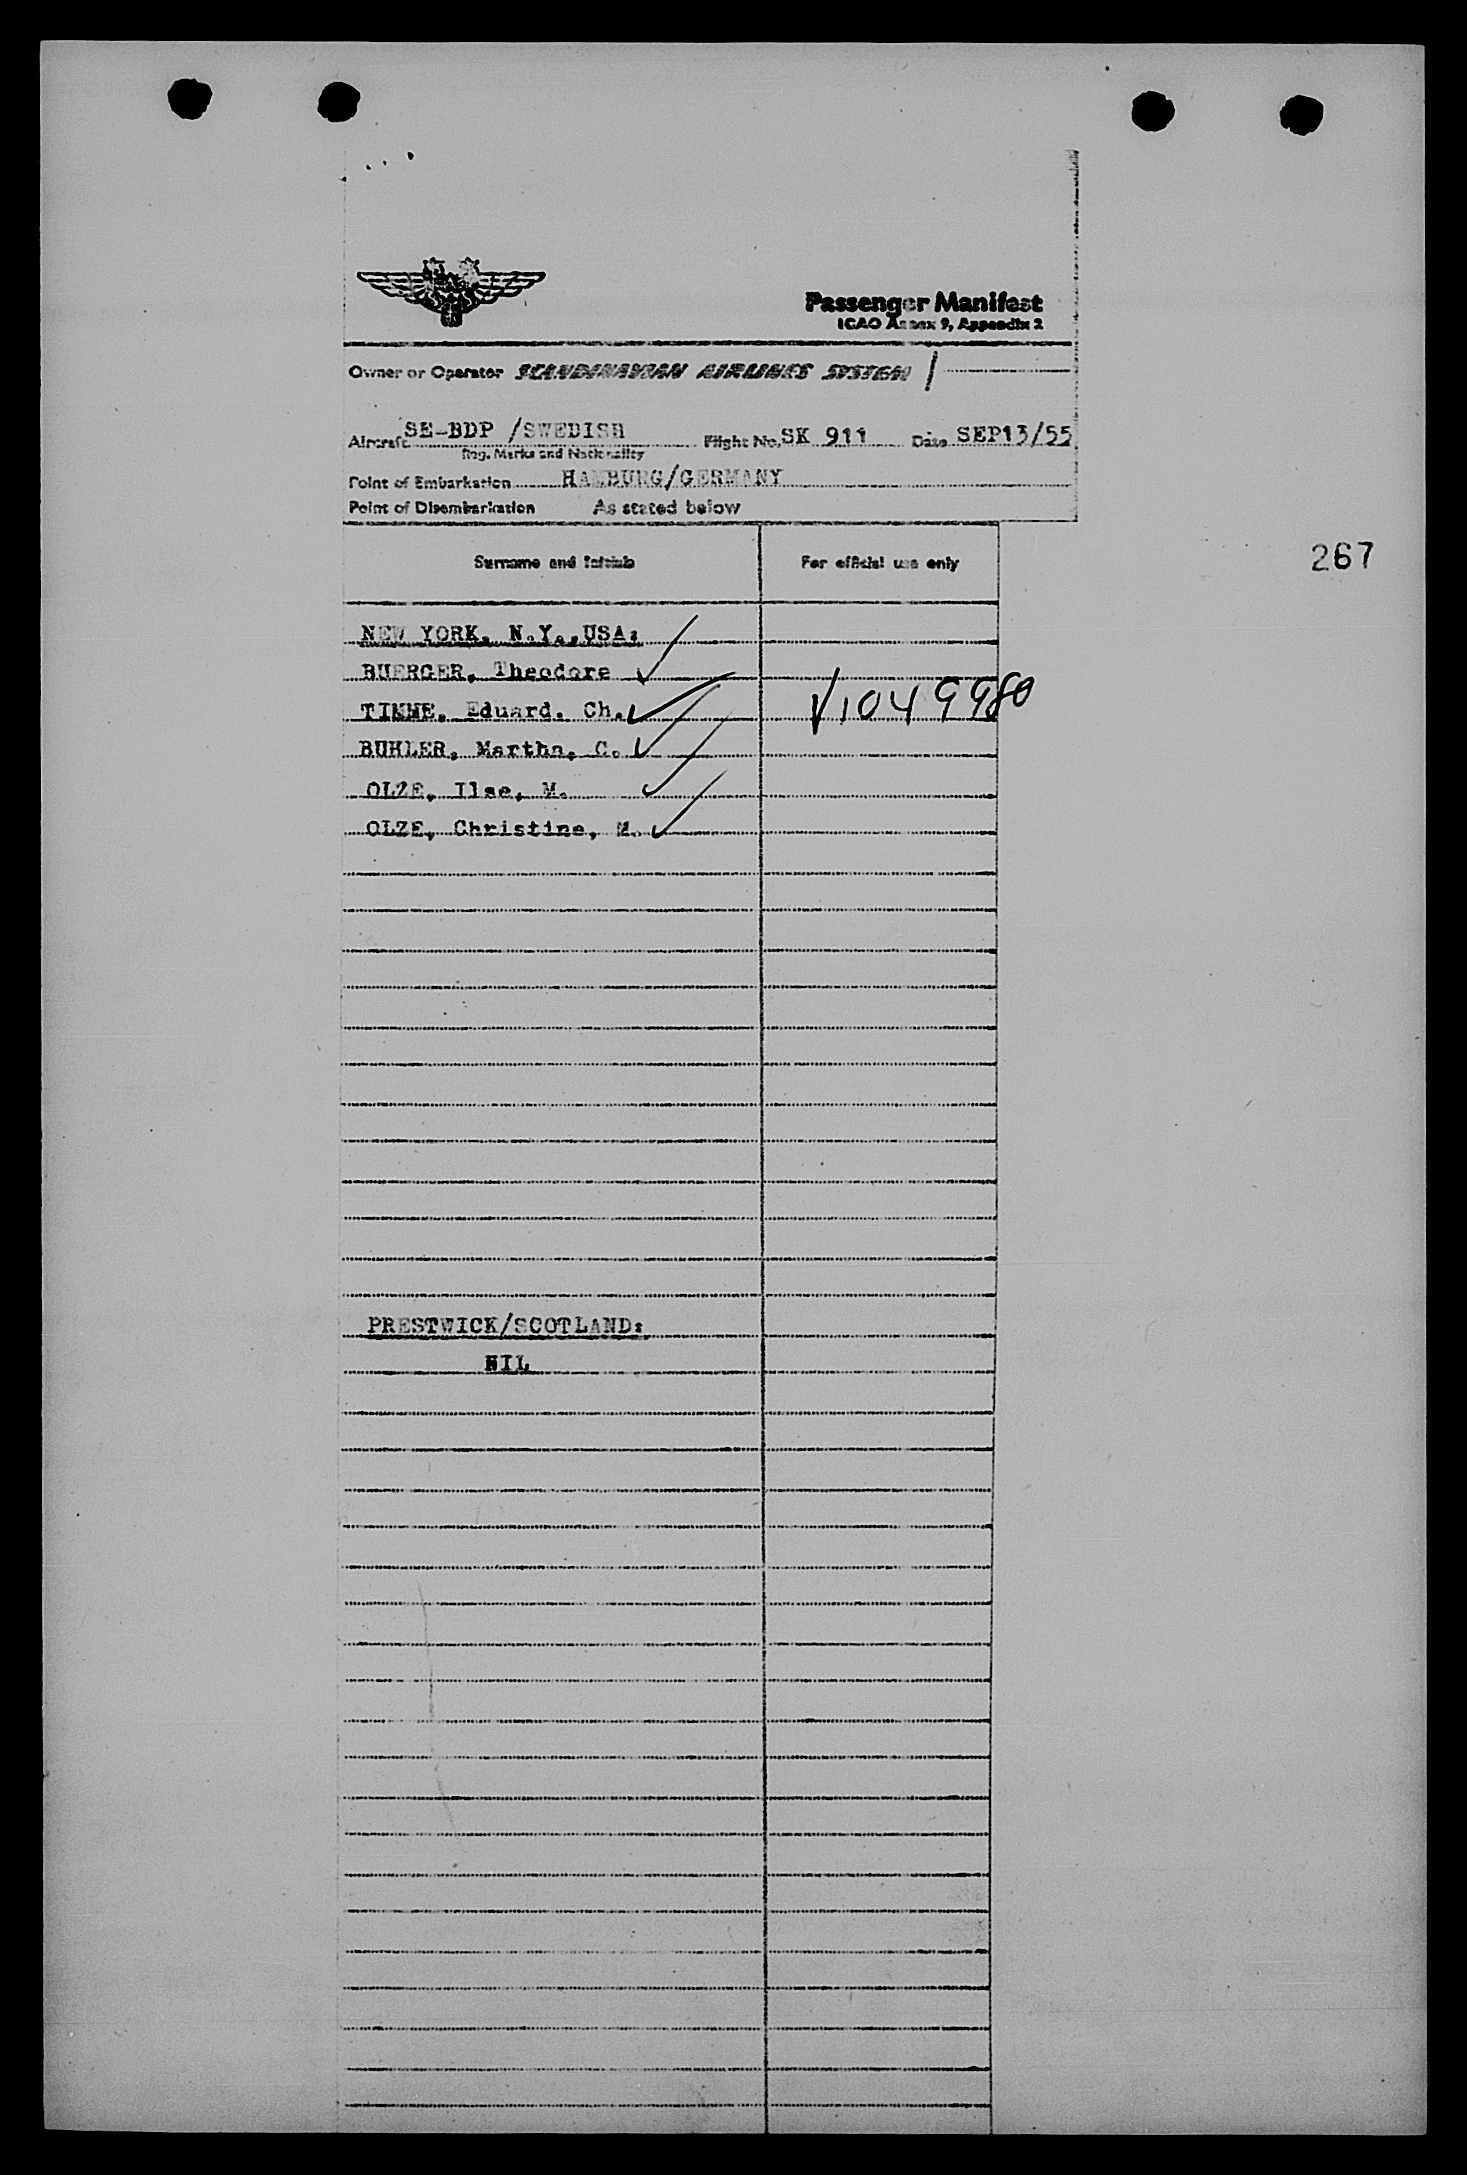 Passenger Manifest
ICAO Annex 9, Appendix 2
Owner or Operator SCANDINAVIAN AIRLINES SYSTEM
Aircraft SE-BDP /SWEDISH Flight No. SK 911 Date SEP13/55
Reg. Marks and Nationality
Point of Embarkation HAMBURG/GERMANY
Point of Disembarkation As stated below
Surname and Initials For official use only
267
NEW YORK, N.Y.,USA:
BUERGER, Theodore
TIMME, Eduard. Ch. V1049980
BUHLER, Martha, C.
OLZE, Ilse, M.
OLZE, Christine, M.
PRESTWICK/SCOTLAND:
NIL